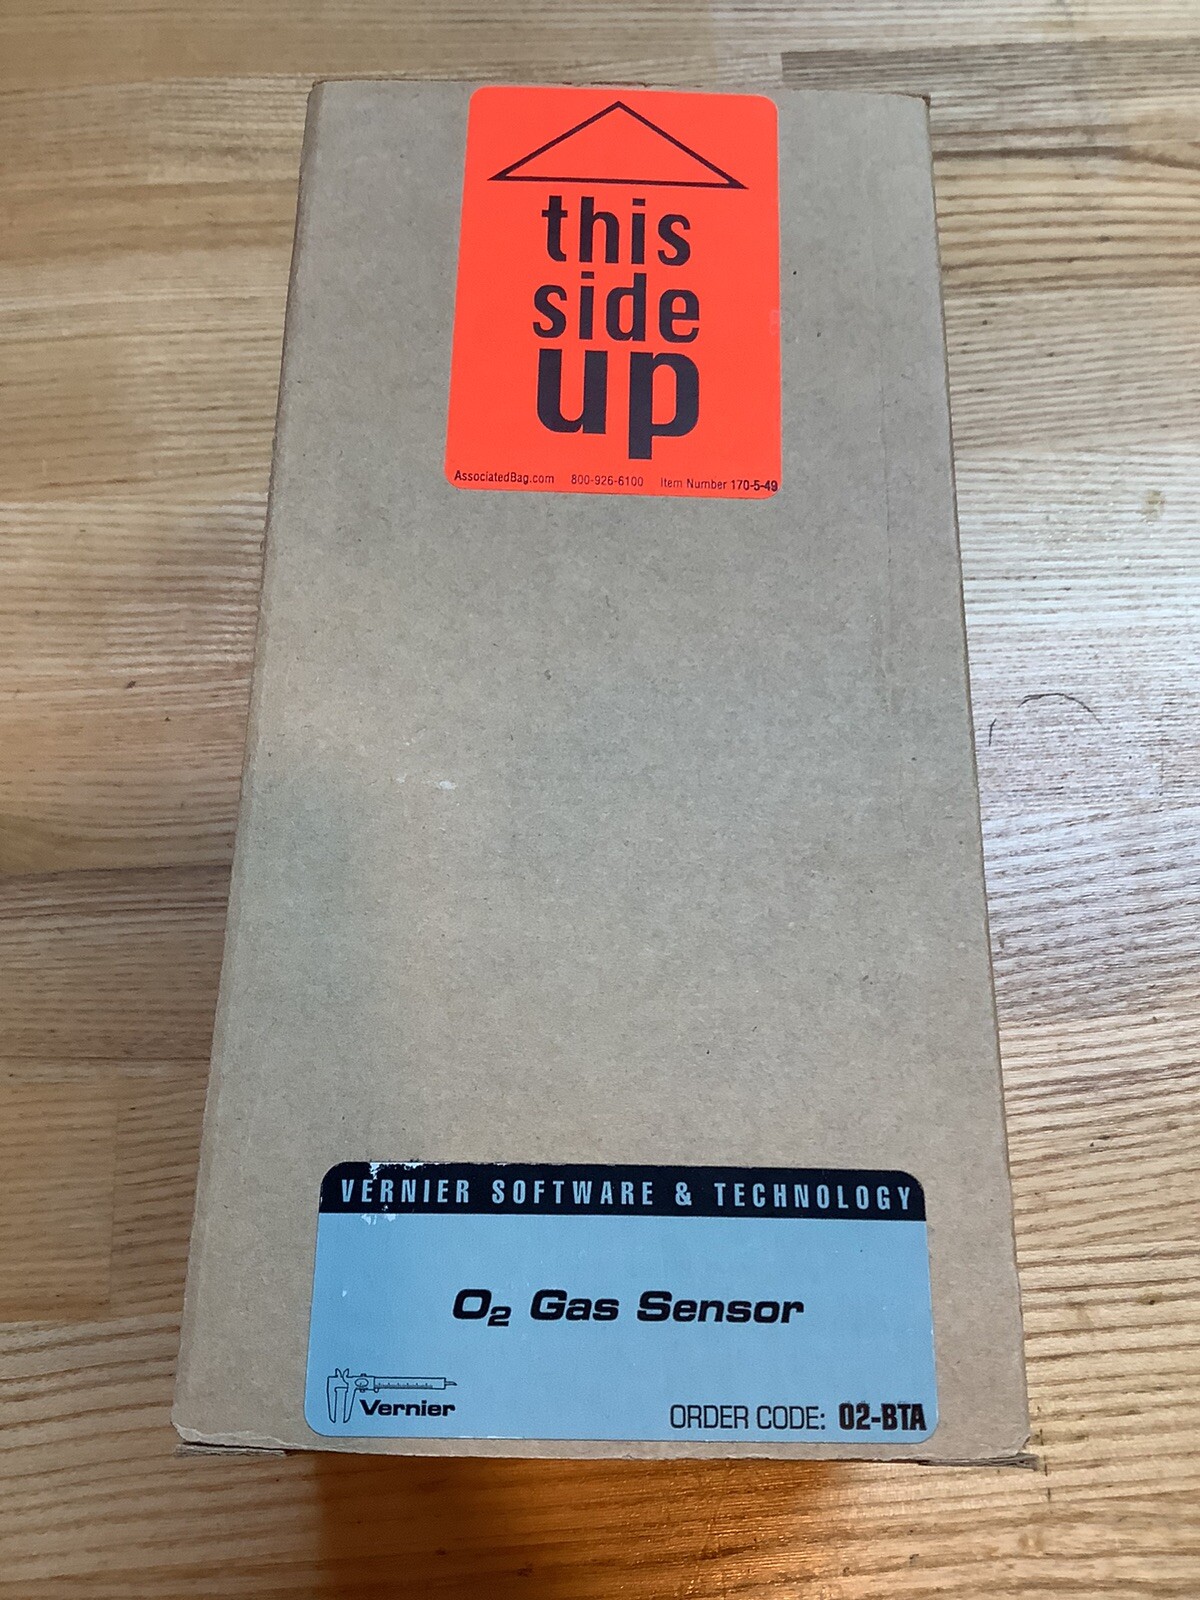 this
side
up
AssociatedBag.com 800-926-6100 Item Number 170-5-49
VERNIER SOFTWARE & TECHNOLOGY
O₂ Gas Sensor
Vernier
ORDER CODE: O2-BTA